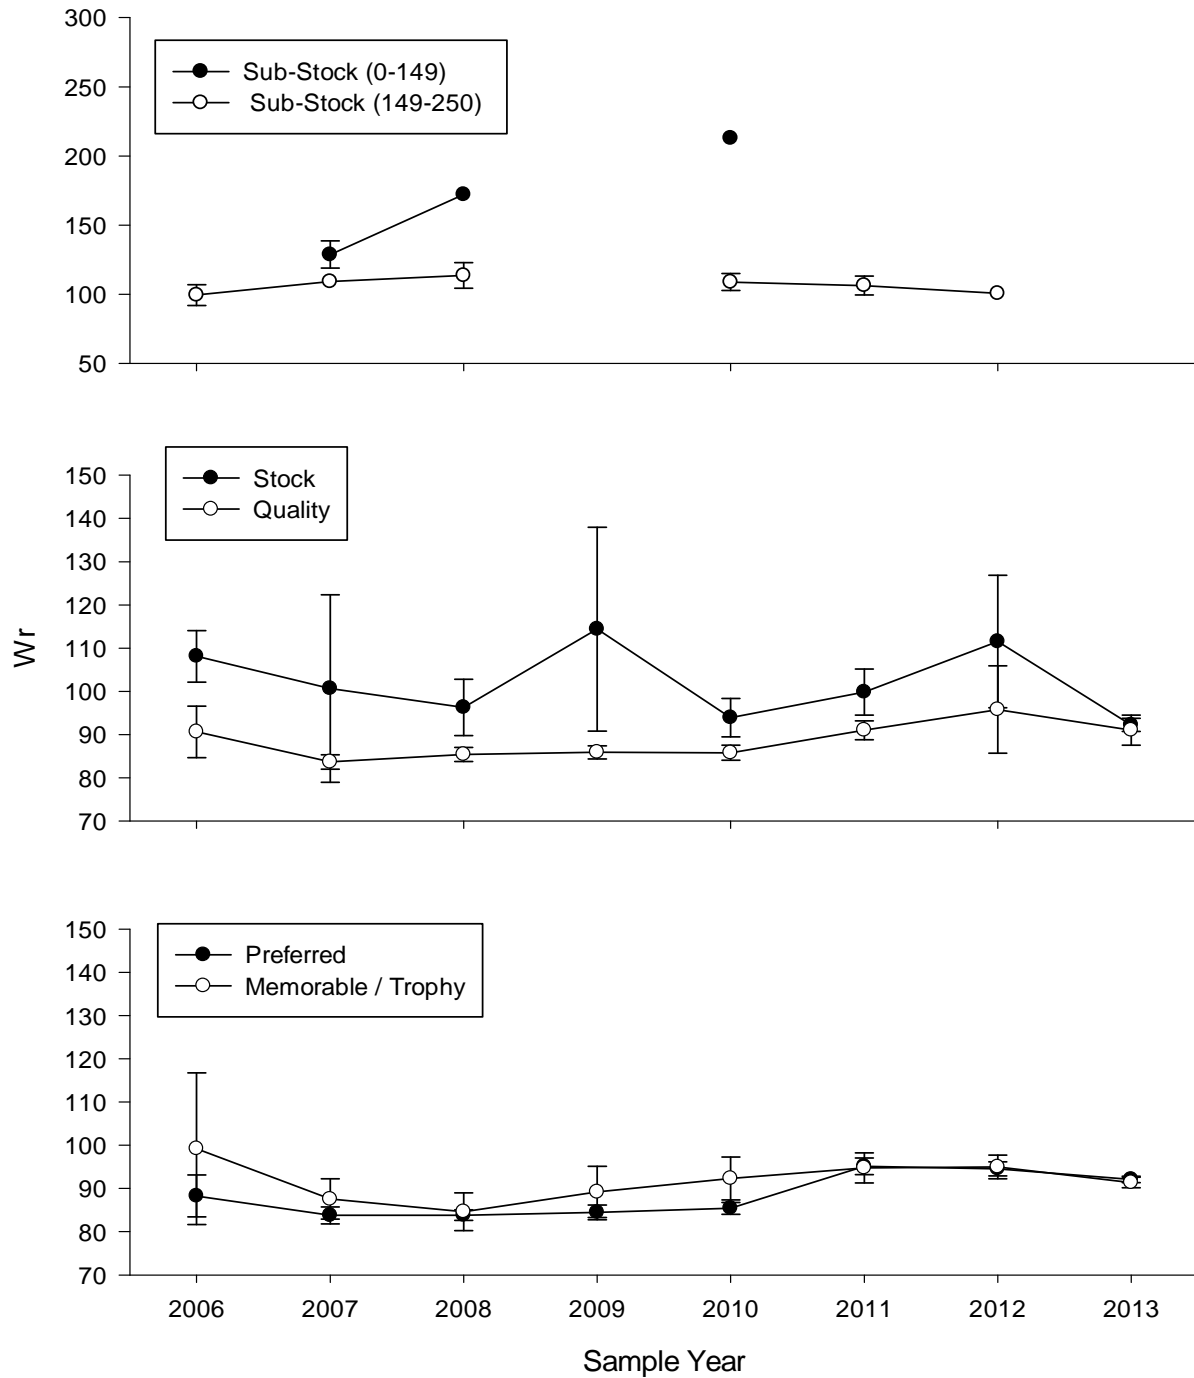 300
250
200
150
100
50
Sub-Stock (0-149)
Sub-Stock (149-250)
150
140
130
120
110
100
90
80
70
Stock
Quality
Wr
150
140
130
120
110
100
90
80
70
Preferred
Memorable / Trophy
2006 2007 2008 2009 2010 2011 2012 2013
Sample Year